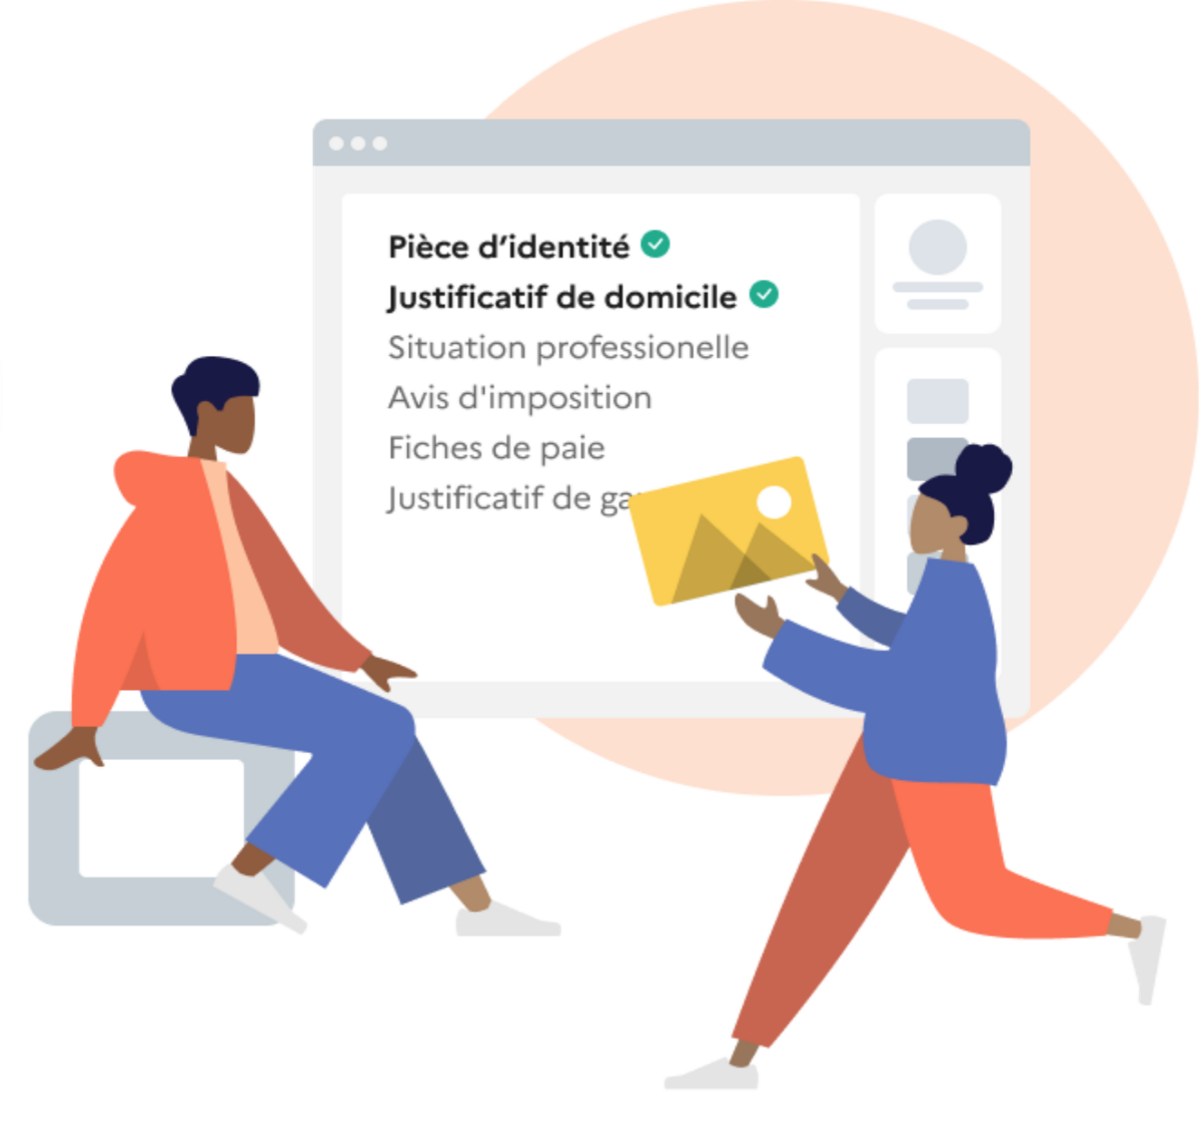 Pièce d’identité
Justificatif de domicile
Situation professionelle
Avis d'imposition
Fiches de paie
Justificatif de